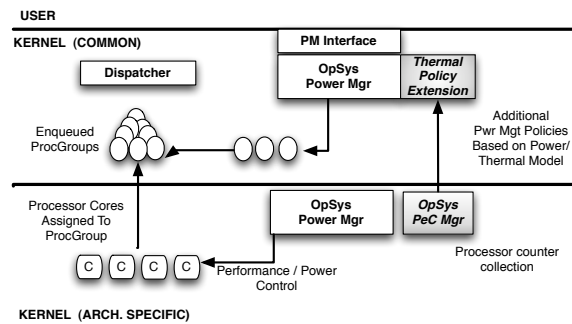 USER
KERNEL (COMMON)
PM Interface
Dispatcher
OpSys
Power Mgr
Thermal
Policy
Extension
Enqueued
ProcGroups
Additional
Pwr Mgt Policies
Based on Power/
Thermal Model
Processor Cores
Assigned To
ProcGroup
OpSys
Power Mgr
OpSys
PeC Mgr
Processor counter
collection
C C C C
Performance / Power
Control
KERNEL (ARCH. SPECIFIC)